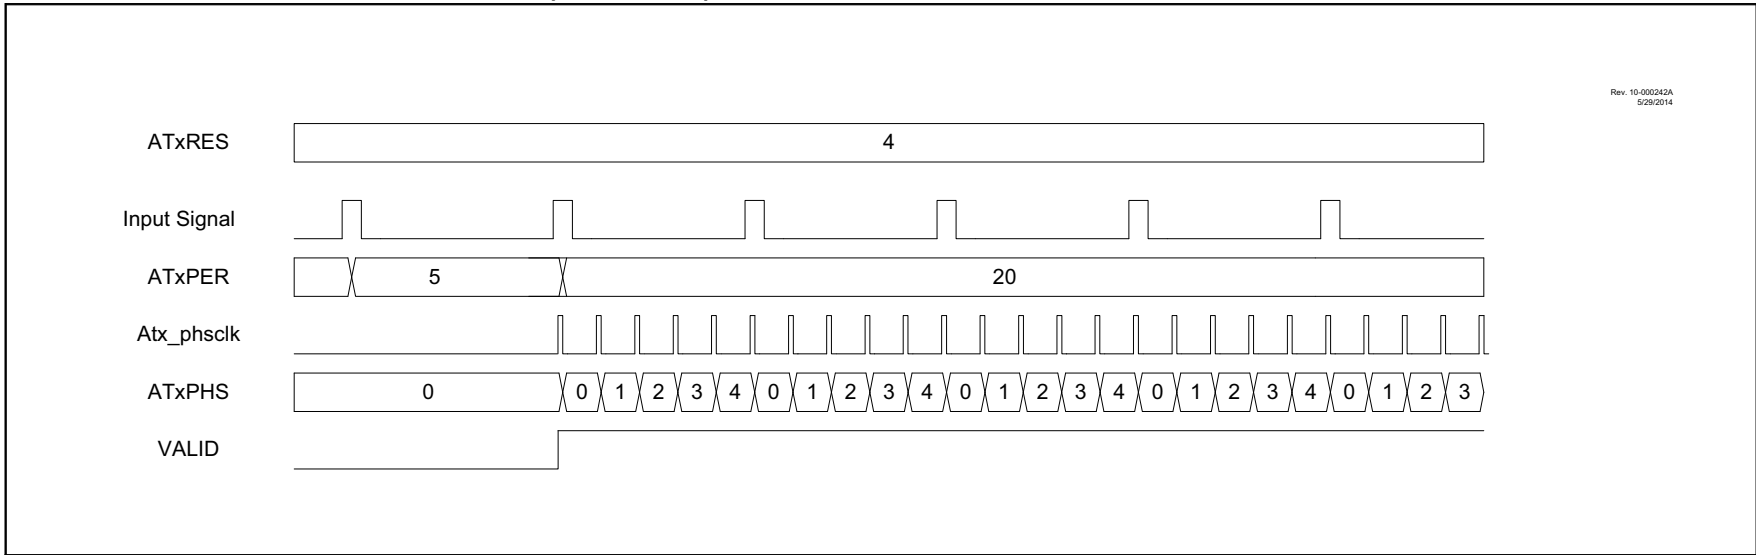 Rev. 10-000242A
5/29/2014
ATxRES 4
Input Signal
ATxPER 5 20
Atx_phsclk
ATxPHS 0 0 1 2 3 4 0 1 2 3 4 0 1 2 3 4 0 1 2 3 4 0 1 2 3
VALID